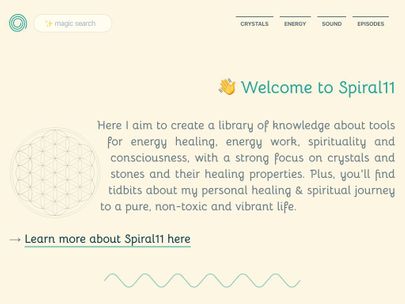 ✨ magic search
CRYSTALS
ENERGY
SOUND
EPISODES
👋 Welcome to Spiral11
Here I aim to create a library of knowledge about tools
for energy healing, energy work, spirituality and
consciousness, with a strong focus on crystals and
stones and their healing properties. Plus, you'll find
tidbits about my personal healing & spiritual journey
to a pure, non-toxic and vibrant life.
→ Learn more about Spiral11 here